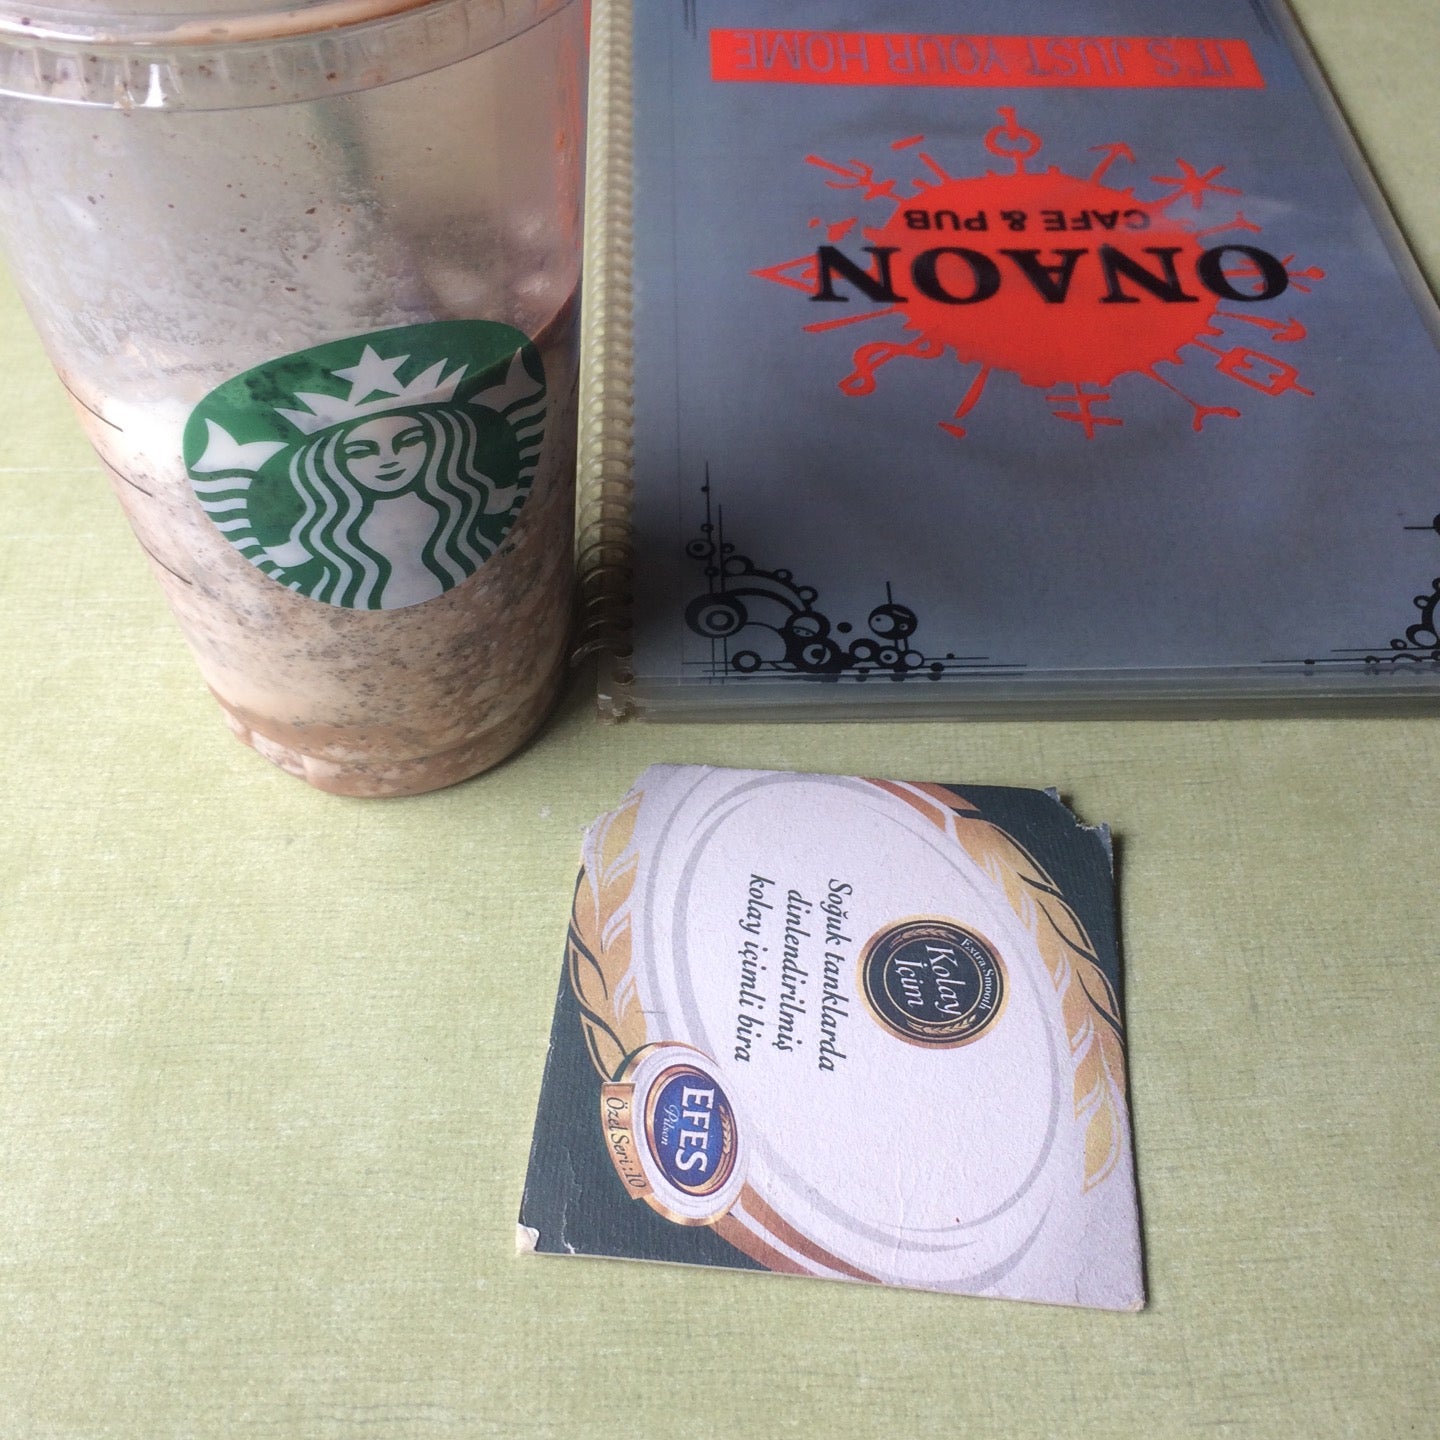 IT'S JUST YOUR HOME
CAFE & PUB
ONAON
Extra Smooth
Kolay
İçim
Soğuk tanklarda
dinlendirilmiş
kolay içimli bira
EFES
Pilsen
Özel Seri:10